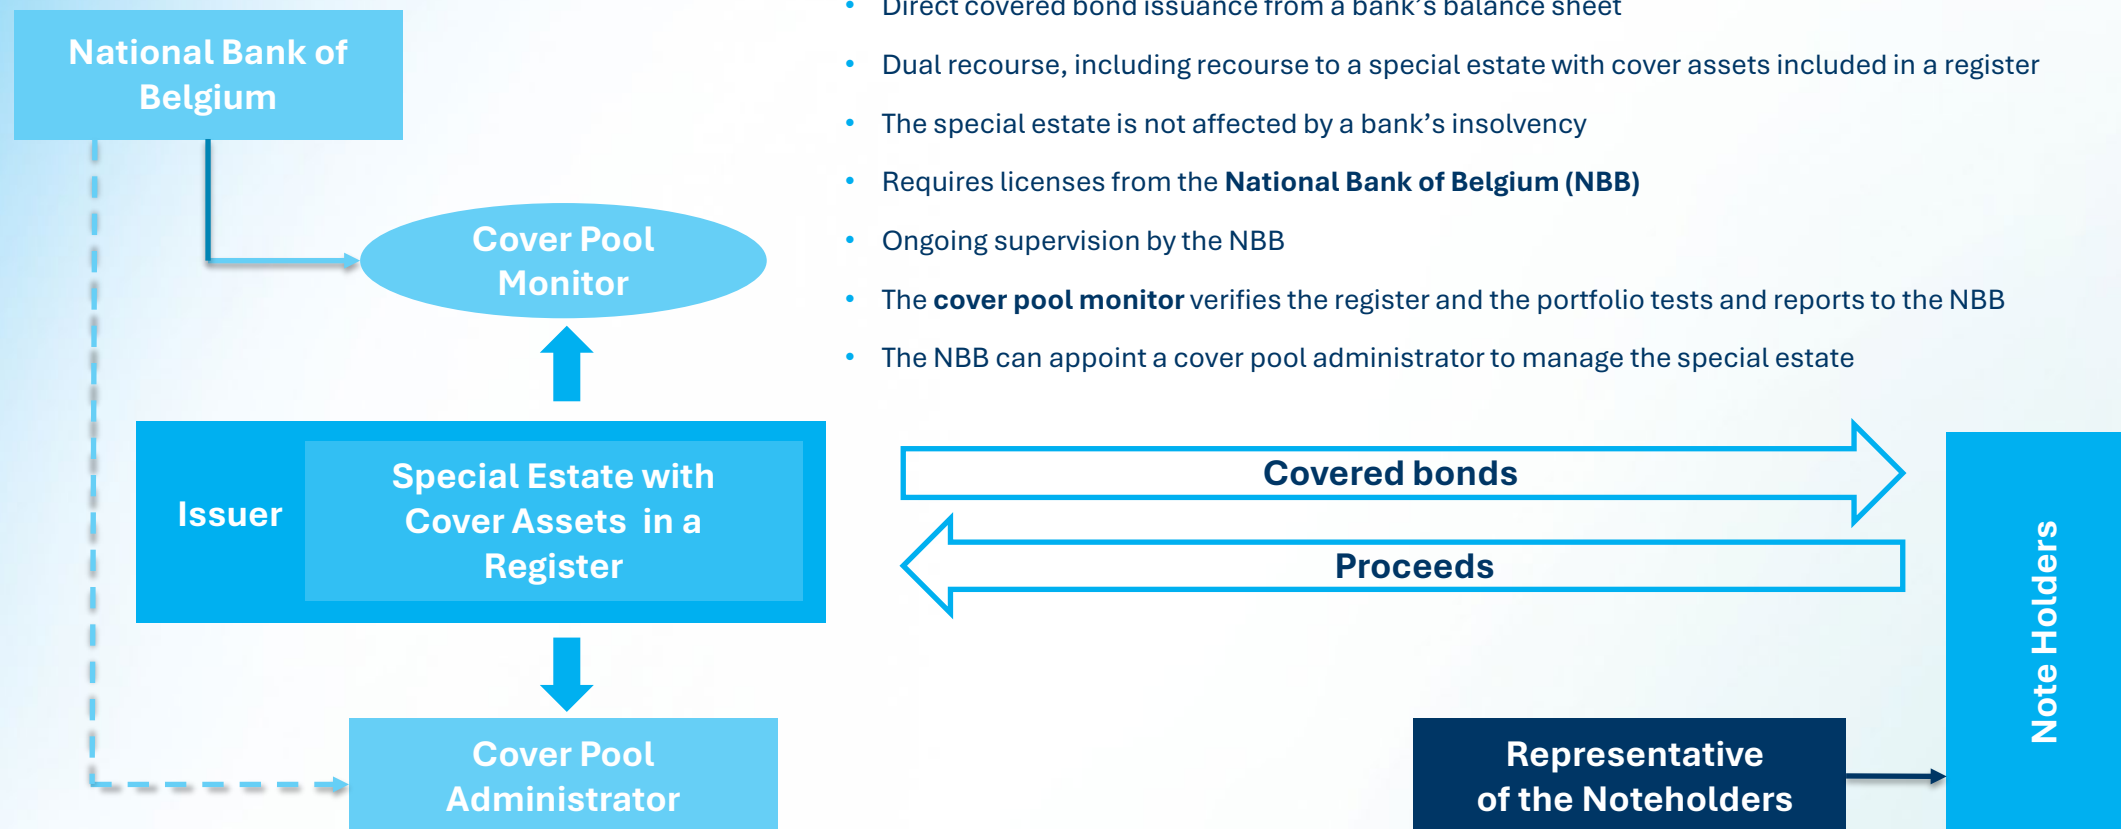 National Bank of
Belgium
Direct covered bond issuance from a bank's balance sheet
• Dual recourse, including recourse to a special estate with cover assets included in a register
• The special estate is not affected by a bank's insolvency
• Requires licenses from the National Bank of Belgium (NBB)
• Ongoing supervision by the NBB
• The cover pool monitor verifies the register and the portfolio tests and reports to the NBB
• The NBB can appoint a cover pool administrator to manage the special estate
Cover Pool
Monitor
Issuer
Special Estate with
Cover Assets in a
Register
Covered bonds
Proceeds
Note Holders
Cover Pool
Administrator
Representative
of the Noteholders